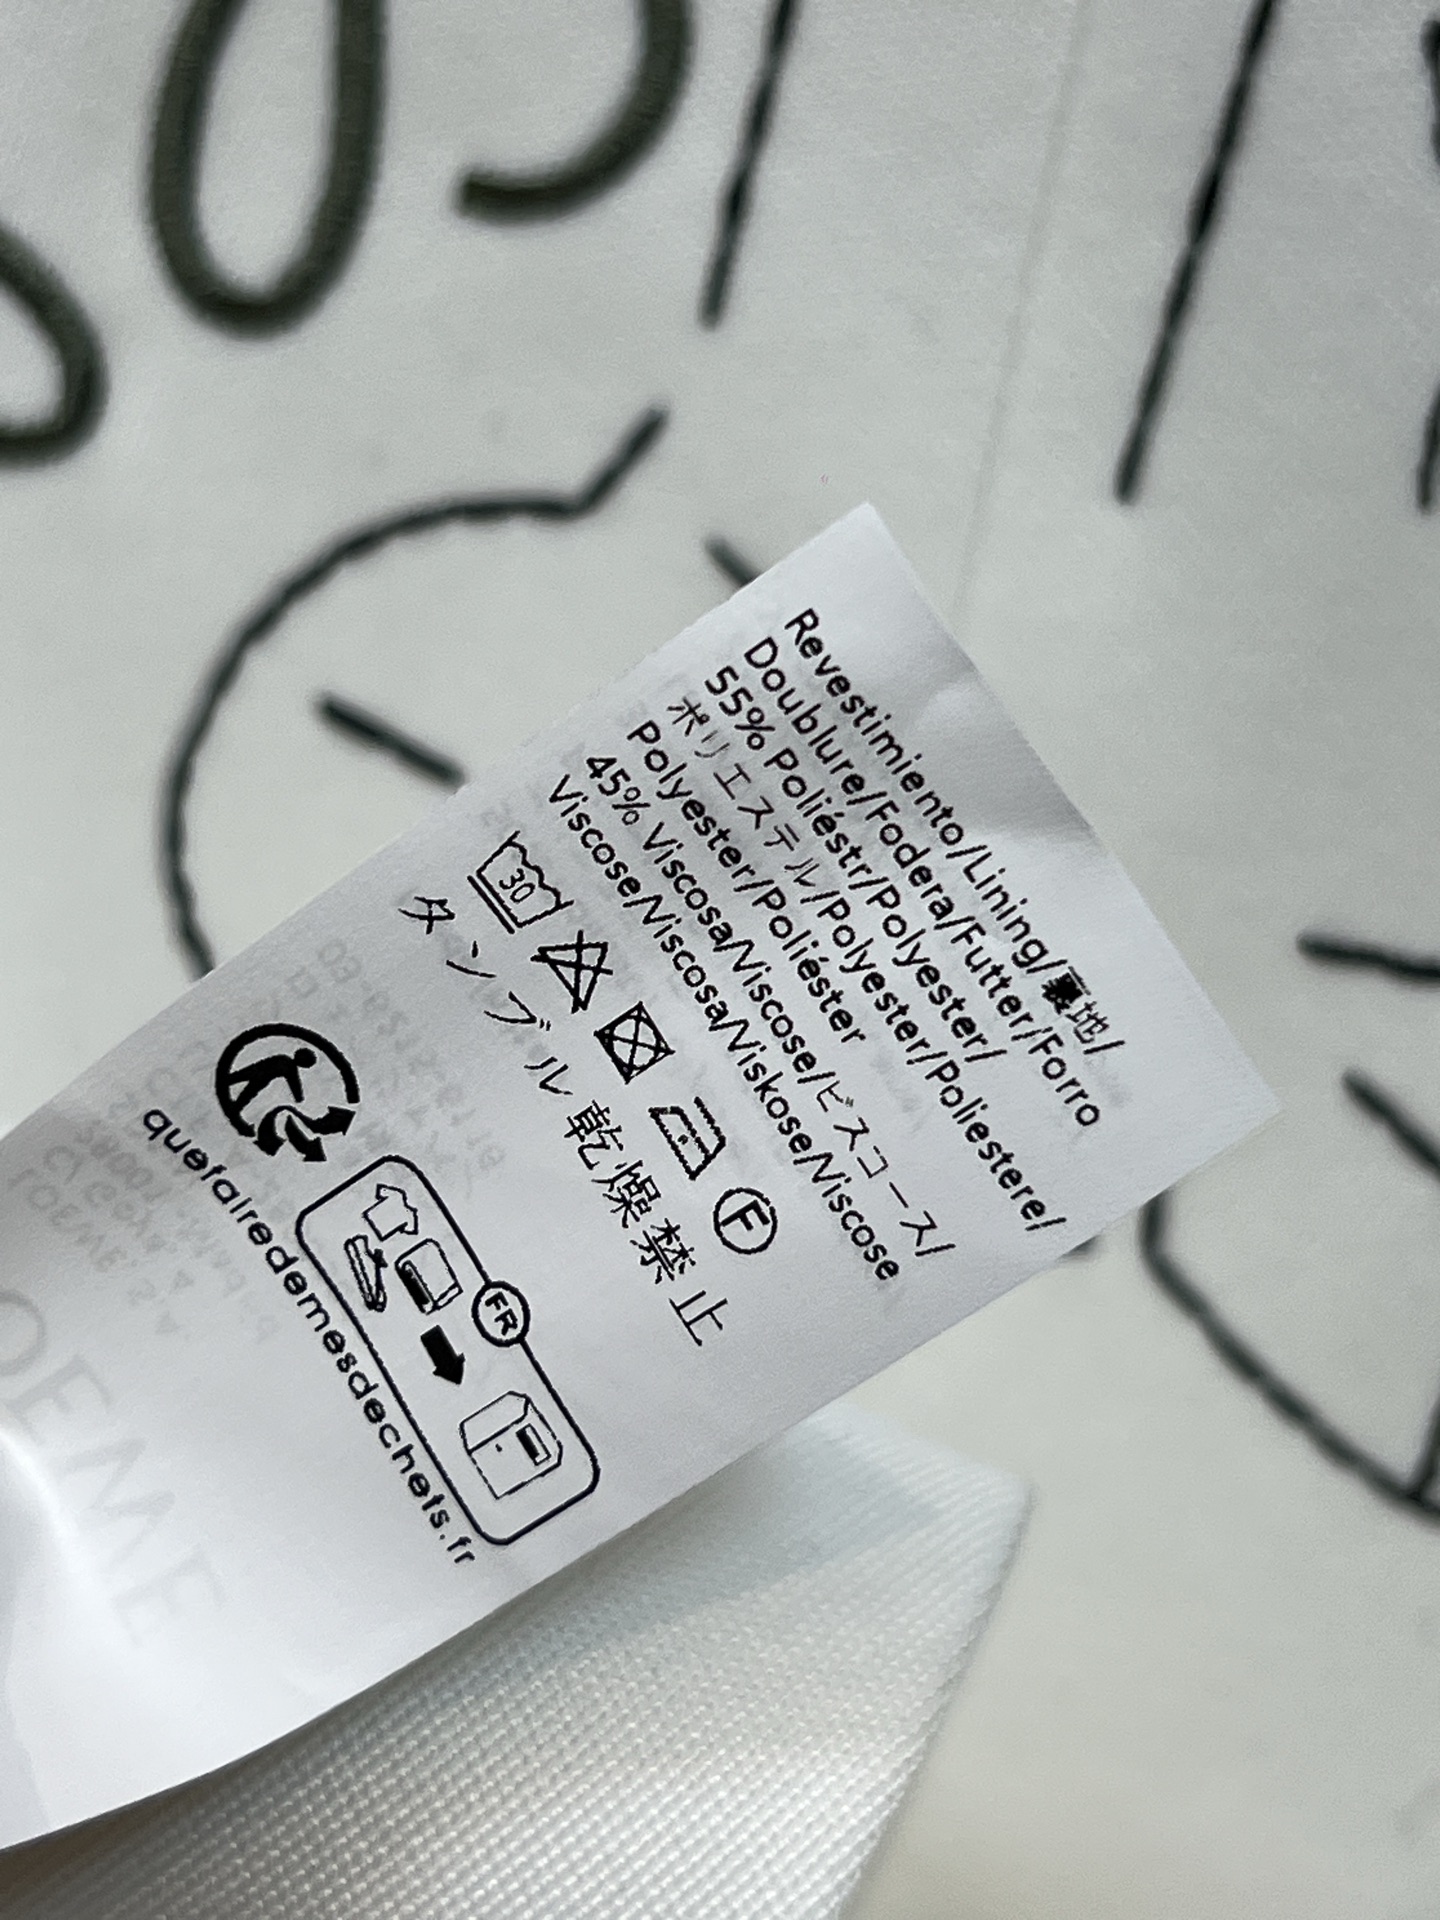 Revestimiento/Lining/裏地/
Doublure/Fodera/Futter/Forro
55% Poliéstr/Polyester/
ポリエステル/Polyester/Poliestere/
Polyester/Poliéster
45% Viscosa/Viscose/ビスコース/
Viscose/Viscosa/Viskose/Viscose
30
F
タンブル乾燥禁止
FR
quefairedemesdechets.fr